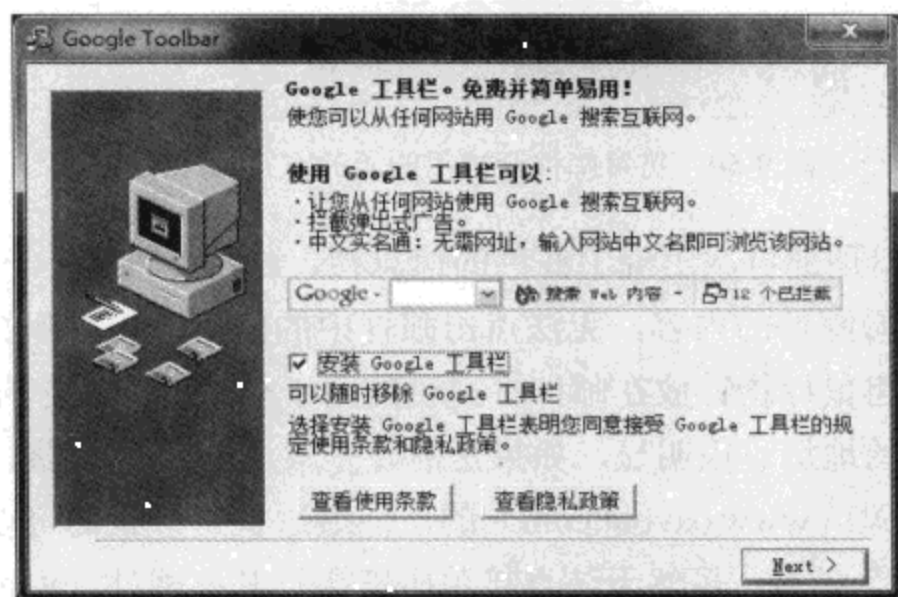 Google Toolbar
Google 工具栏。免费并简单易用!
使您可以从任何网站用 Google 搜索互联网。
使用 Google 工具栏可以:
·让您从任何网站使用 Google 搜索互联网。
·拦截弹出式广告。
·中文实名通: 无需网址，输入网站中文名即可浏览该网站。
Google - 搜索 Web 内容 - 12 个已拦截
安装 Google 工具栏
可以随时移除 Google 工具栏
选择安装 Google 工具栏表明您同意接受 Google 工具栏的规
定使用条款和隐私政策。
查看使用条款 查看隐私政策
Next >